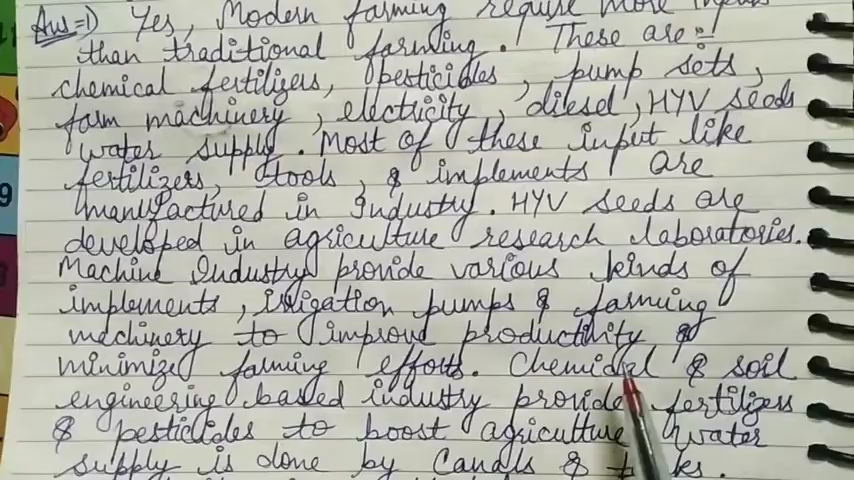 Ans=1) Yes, Modern farming require more inputs
than traditional farming. These are :-
chemical fertilizers, pesticides, pump sets,
farm machinery, electricity, diesel, HYV seeds
water supply. Most of these input like
fertilizers, tools, & implements, are
manufactured in industry. HYV seeds are
developed in agriculture research laboratories.
Machine Industry provide various kinds of
implements, irrigation pumps & farming
machinery to improve productivity &
minimize farming efforts. Chemical & soil
engineering based industry provide fertilizers
& pesticides to boost agriculture water
supply is done by Canals &
9